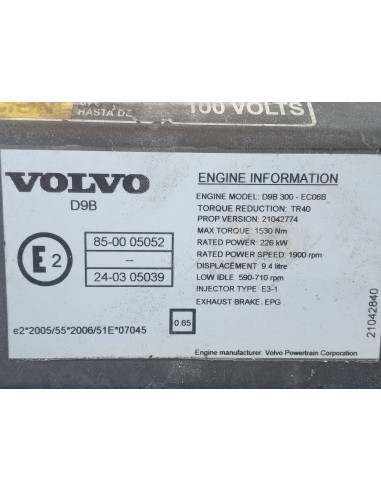 HASTA DE
100 VOLTS
VOLVO
D9B
E 2
85-00 05052
--
24-03 05039
e2*2005/55*2006/51E*07045
0.65
ENGINE INFORMATION
ENGINE MODEL: D9B 300 - EC06B
TORQUE REDUCTION: TR40
PROP.VERSION: 21042774
MAX TORQUE: 1530 Nm
RATED POWER: 226 kW
RATED POWER SPEED: 1900 rpm
DISPLACEMENT: 9.4 litre
LOW IDLE: 590-710 rpm
INJECTOR TYPE: E3-1
EXHAUST BRAKE: EPG
Engine manufacturer: Volvo Powertrain Corporation
21042840